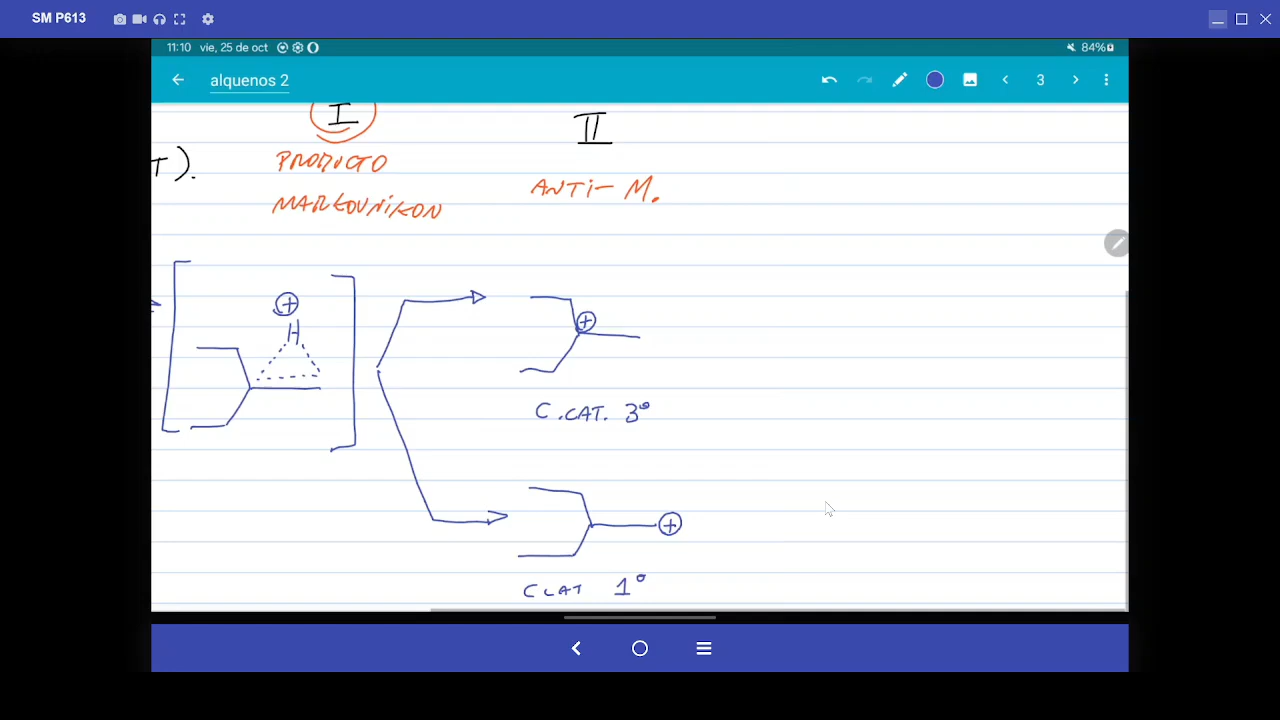 SM P613
11:10 vie, 25 de oct
84%
alquenos 2
3
I
II
T).
PRODUCTO
MARKOVNIKON
ANTI- M.
⊕
H
⊕
C.CAT. 3°
⊕
C CAT 1°